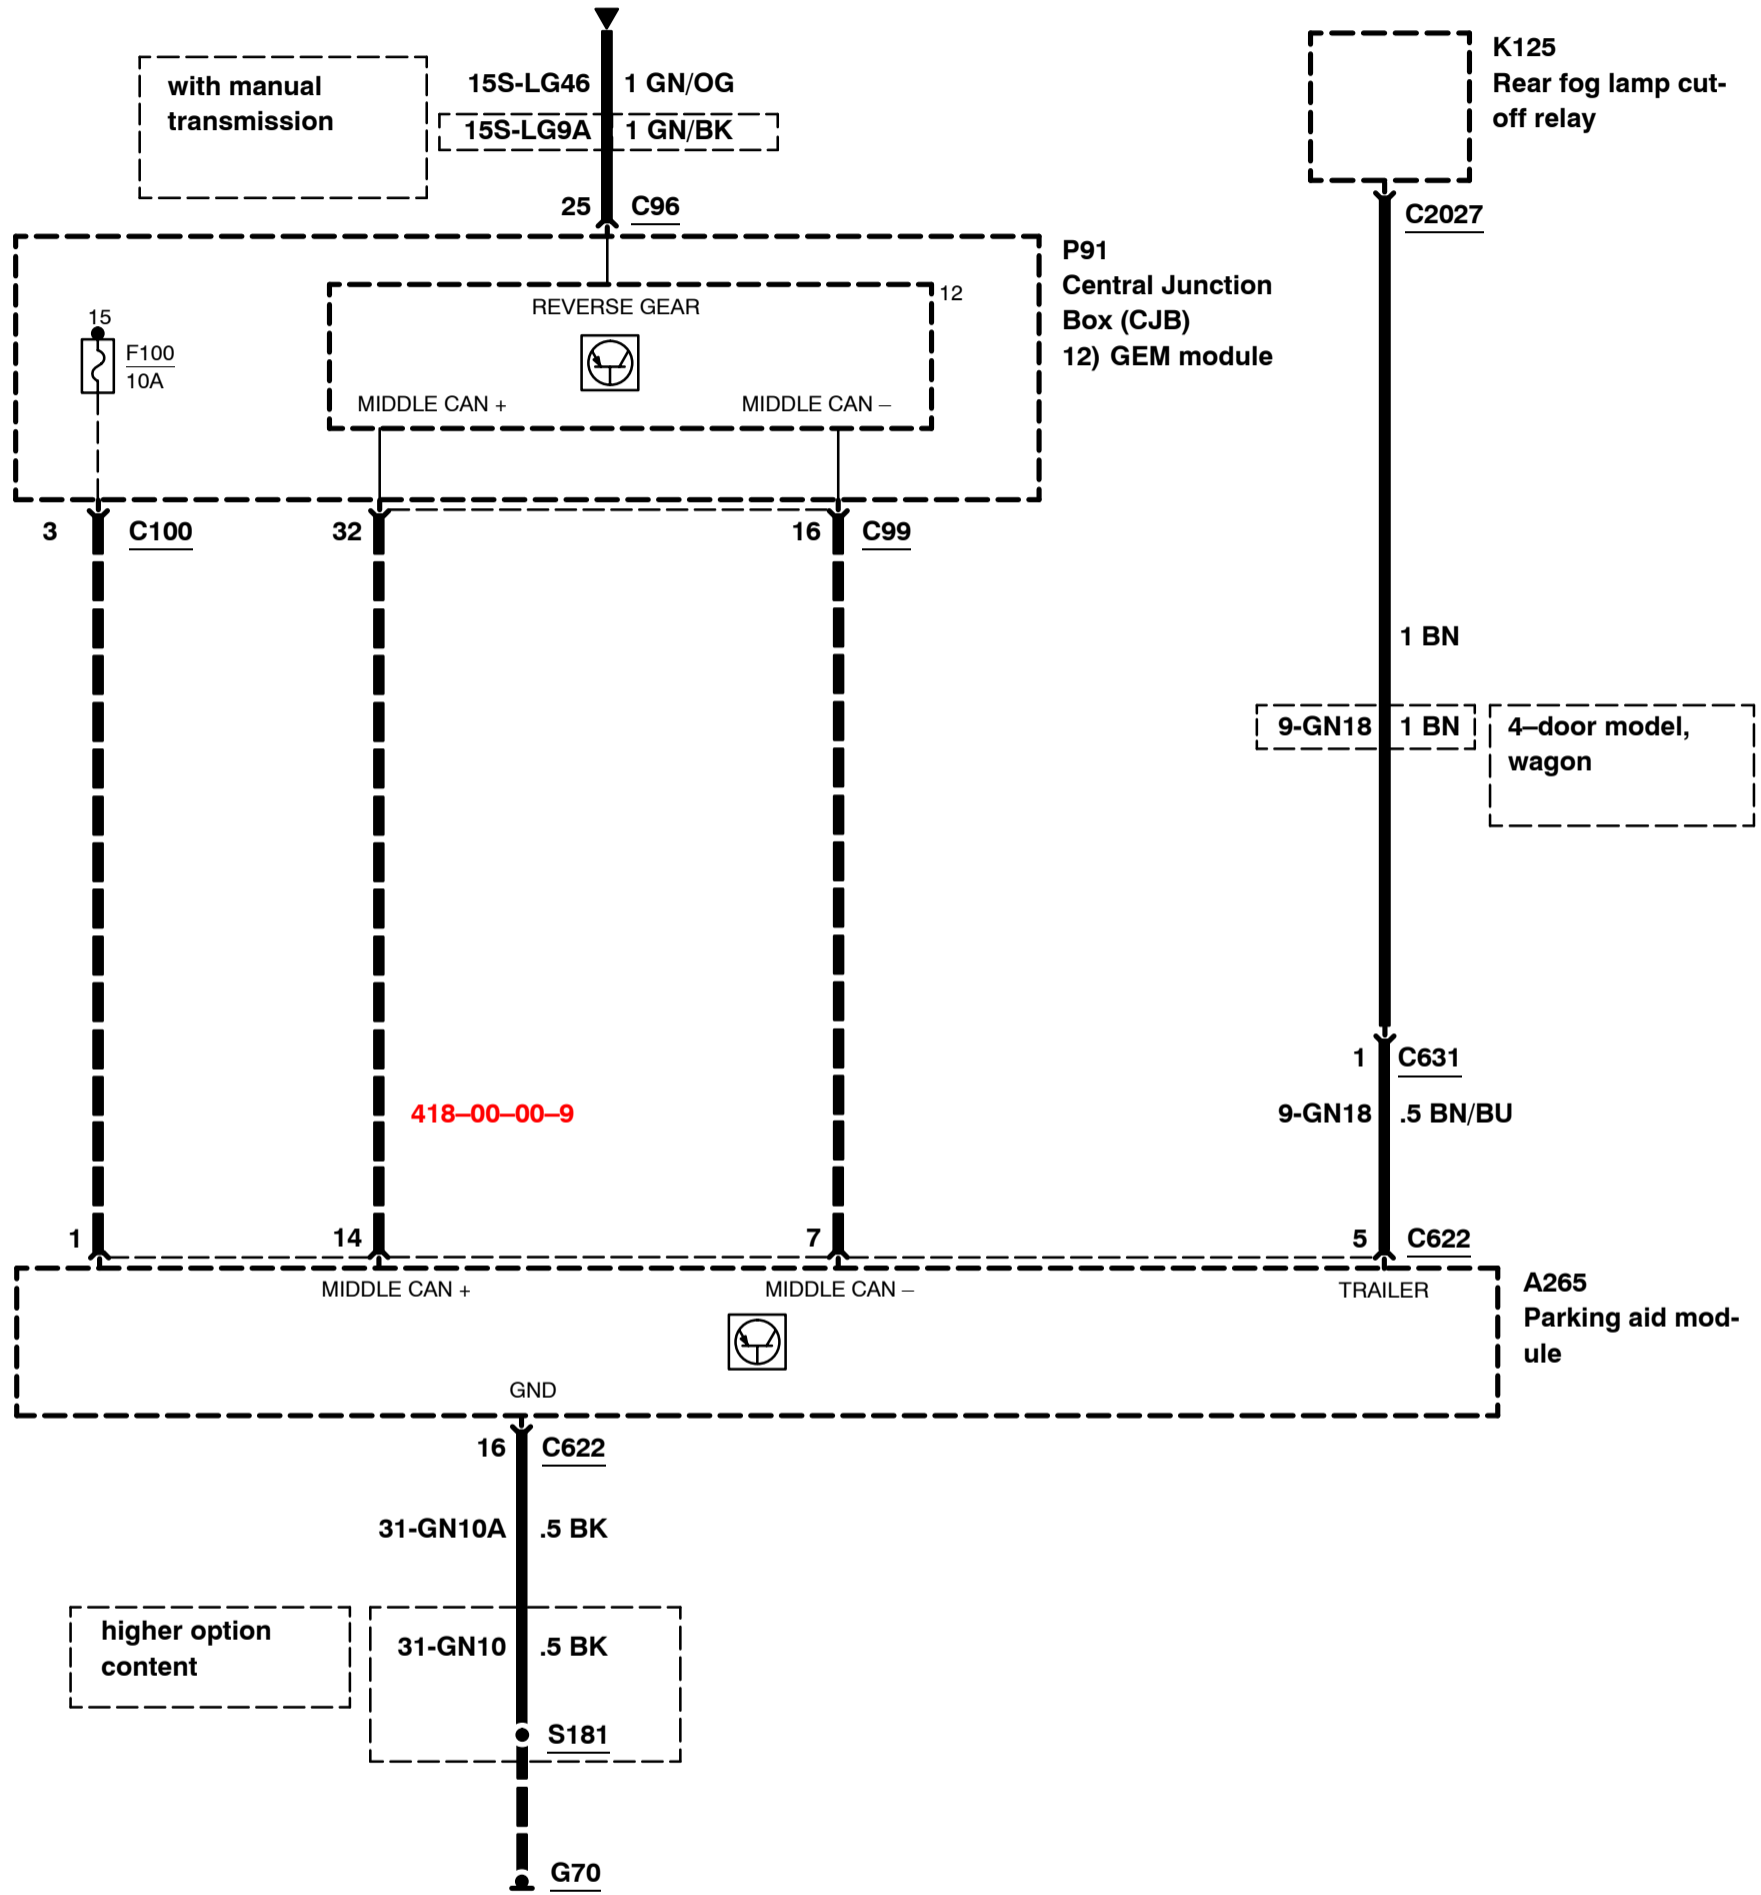 with manual
transmission
15S-LG46 1 GN/OG
15S-LG9A 1 GN/BK
25 C96
K125
Rear fog lamp cut-
off relay
C2027
P91
Central Junction
Box (CJB)
12) GEM module
12
REVERSE GEAR
15
F100
10A
MIDDLE CAN +
MIDDLE CAN –
3 C100
32
16 C99
1 BN
9-GN18 1 BN
4–door model,
wagon
1 C631
418–00–00–9
9-GN18 .5 BN/BU
1
14
7
5 C622
MIDDLE CAN +
MIDDLE CAN –
TRAILER
A265
Parking aid mod-
ule
GND
16 C622
31-GN10A .5 BK
higher option
content
31-GN10 .5 BK
S181
G70